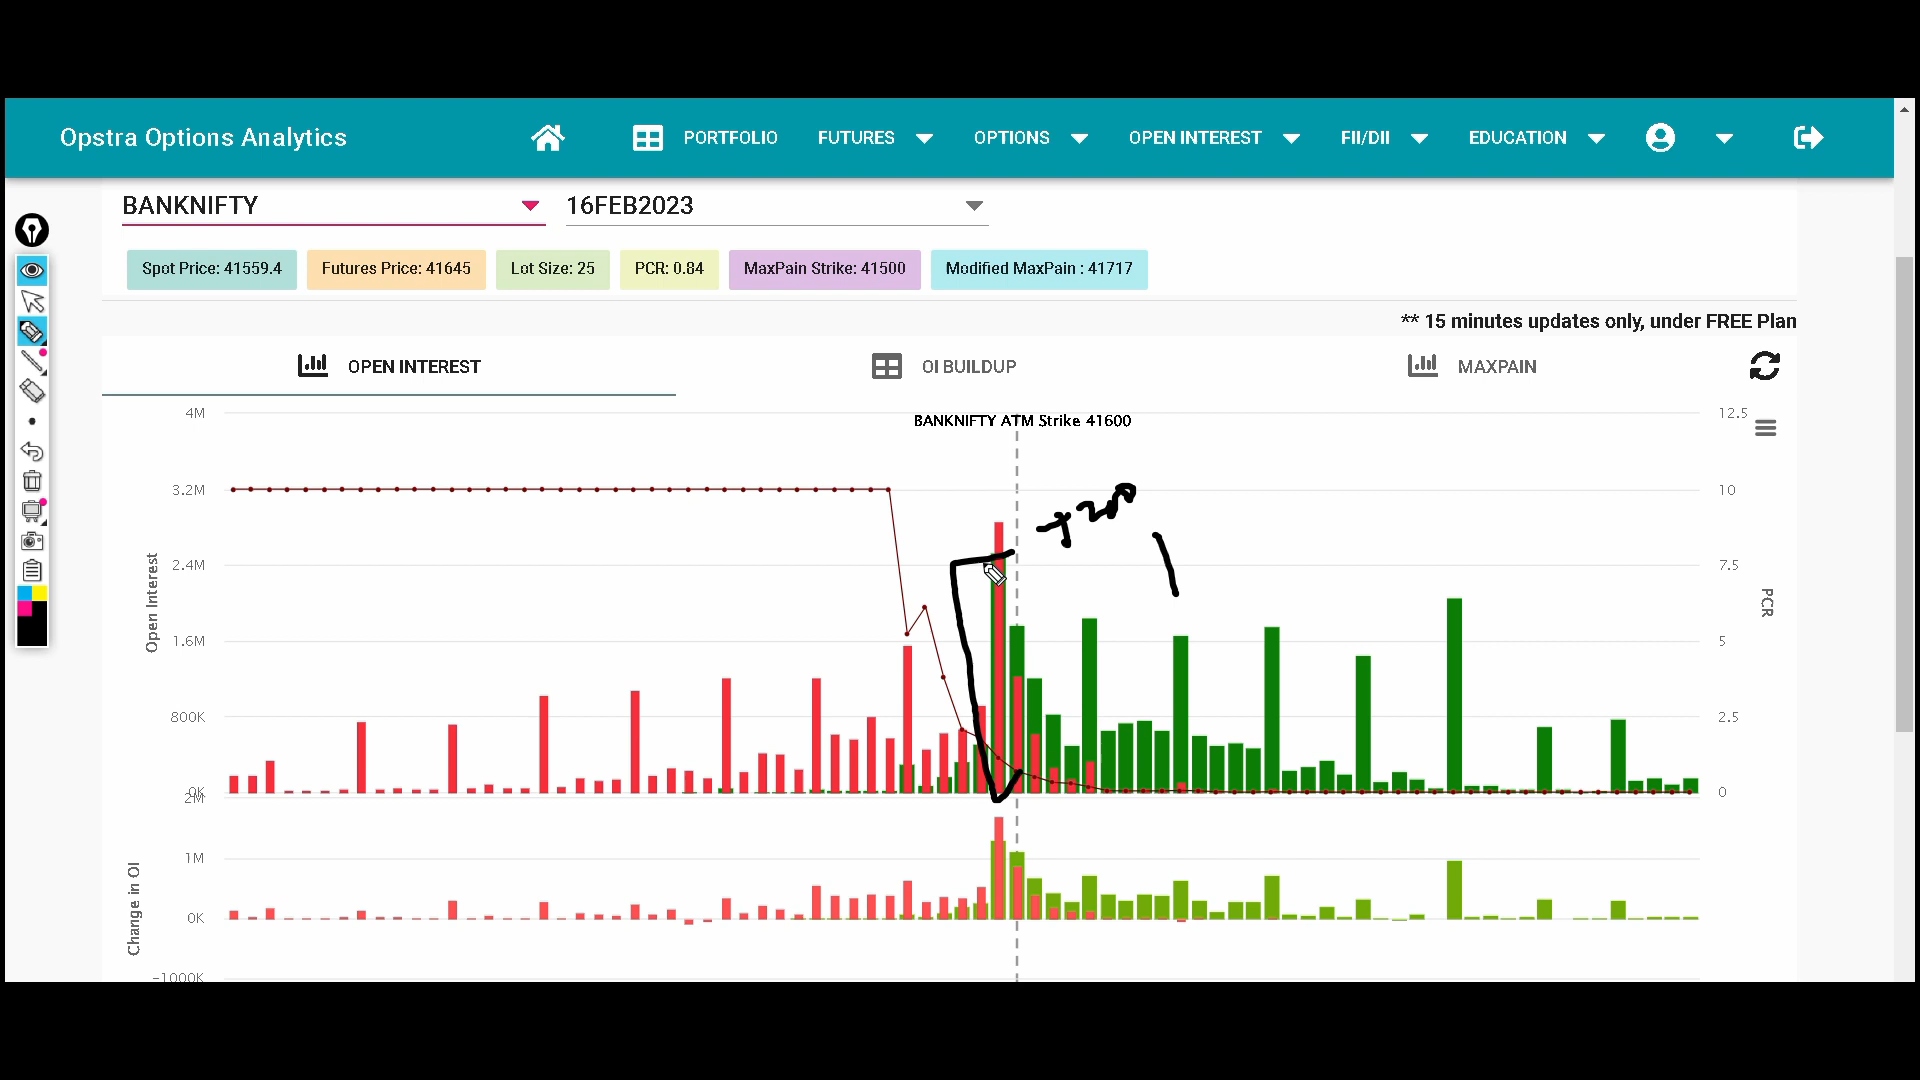 Opstra Options Analytics
PORTFOLIO FUTURES OPTIONS OPEN INTEREST FII/DII EDUCATION
BANKNIFTY 16FEB2023
Spot Price: 41559.4 Futures Price: 41645 Lot Size: 25 PCR: 0.84 MaxPain Strike: 41500 Modified MaxPain : 41717
** 15 minutes updates only, under FREE Plan
OPEN INTEREST OI BUILDUP MAXPAIN
BANKNIFTY ATM Strike 41600
4M 12.5
3.2M 10
2.4M 7.5
1.6M 5
800K 2.5
0K 0
Open Interest
PCR
2M
1M
0K
-1000K
Change in OI